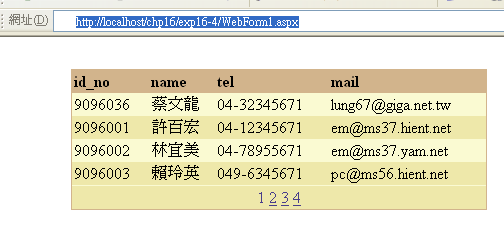 網址(D) http://localhost/chp16/exp16-4/WebForm1.aspx
id_no name tel mail
9096036 蔡文龍 04-32345671 lung67@giga.net.tw
9096001 許百宏 04-12345671 em@ms37.hient.net
9096002 林宜美 04-78955671 em@ms37.yam.net
9096003 賴玲英 049-6345671 pc@ms56.hient.net
1 2 3 4